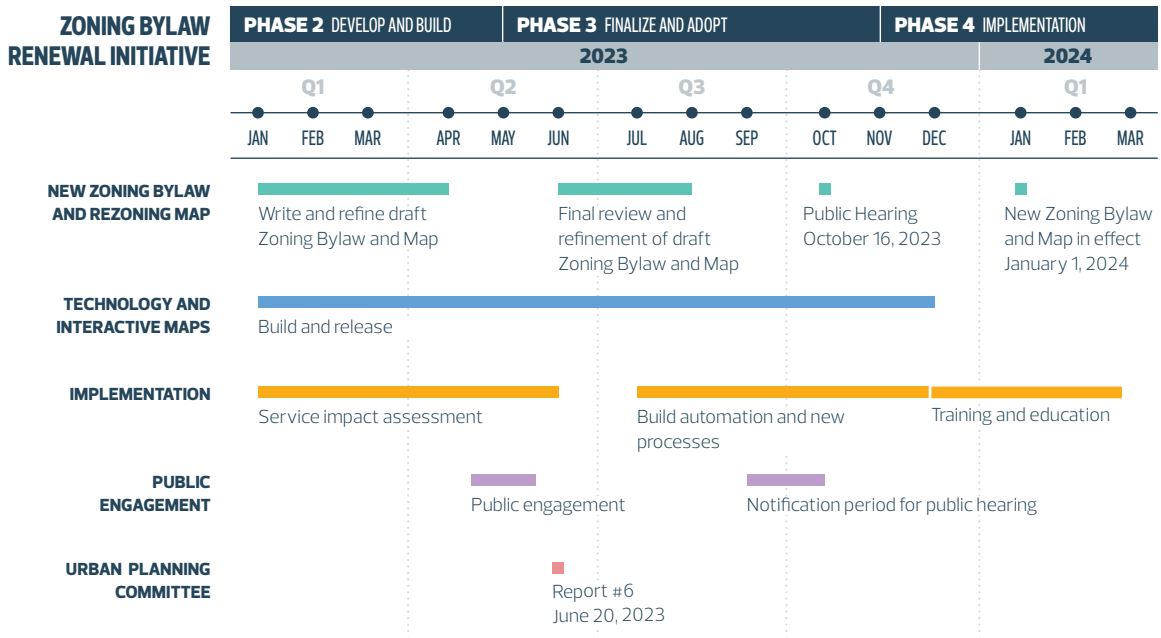 ZONING BYLAW
RENEWAL INITIATIVE
PHASE 2 DEVELOP AND BUILD
PHASE 3 FINALIZE AND ADOPT
PHASE 4 IMPLEMENTATION
2023
2024
Q1
Q2
Q3
Q4
Q1
JAN FEB MAR APR MAY JUN JUL AUG SEP OCT NOV DEC JAN FEB MAR
NEW ZONING BYLAW
AND REZONING MAP
Write and refine draft
Zoning Bylaw and Map
Final review and
refinement of draft
Zoning Bylaw and Map
Public Hearing
October 16, 2023
New Zoning Bylaw
and Map in effect
January 1, 2024
TECHNOLOGY AND
INTERACTIVE MAPS
Build and release
IMPLEMENTATION
Service impact assessment
Build automation and new
processes
Training and education
PUBLIC
ENGAGEMENT
Public engagement
Notification period for public hearing
URBAN PLANNING
COMMITTEE
Report #6
June 20, 2023